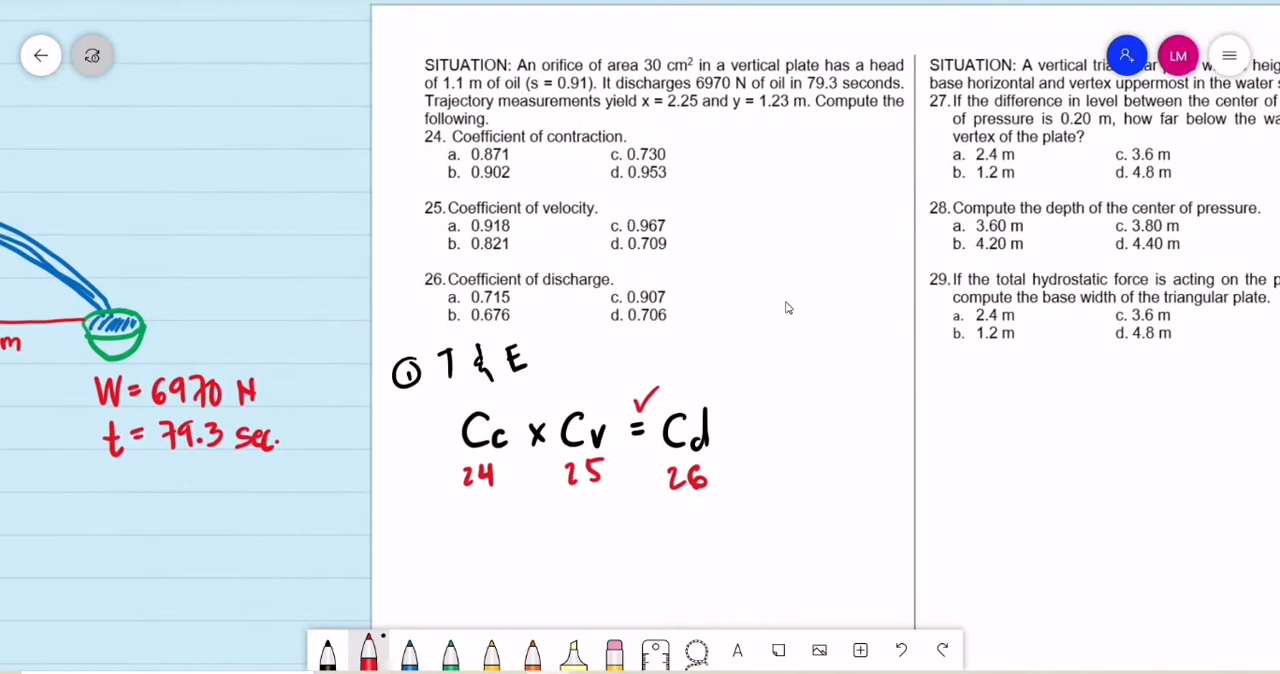 LM
SITUATION: An orifice of area 30 cm² in a vertical plate has a head
of 1.1 m of oil (s = 0.91). It discharges 6970 N of oil in 79.3 seconds.
Trajectory measurements yield x = 2.25 and y = 1.23 m. Compute the
following.
24. Coefficient of contraction.
a. 0.871 c. 0.730
b. 0.902 d. 0.953
25. Coefficient of velocity.
a. 0.918 c. 0.967
b. 0.821 d. 0.709
26. Coefficient of discharge.
a. 0.715 c. 0.907
b. 0.676 d. 0.706
① T & E
Cc x Cv = Cd
24 25 26
m
W = 6970 N
t = 79.3 sec.
SITUATION: A vertical
base horizontal and vertex uppermost in the water
27. If the difference in level between the center of
of pressure is 0.20 m, how far below the
vertex of the plate?
a. 2.4 m c. 3.6 m
b. 1.2 m d. 4.8 m
28. Compute the depth of the center of pressure.
a. 3.60 m c. 3.80 m
b. 4.20 m d. 4.40 m
29. If the total hydrostatic force is acting on the
compute the base width of the triangular plate.
a. 2.4 m c. 3.6 m
b. 1.2 m d. 4.8 m
A